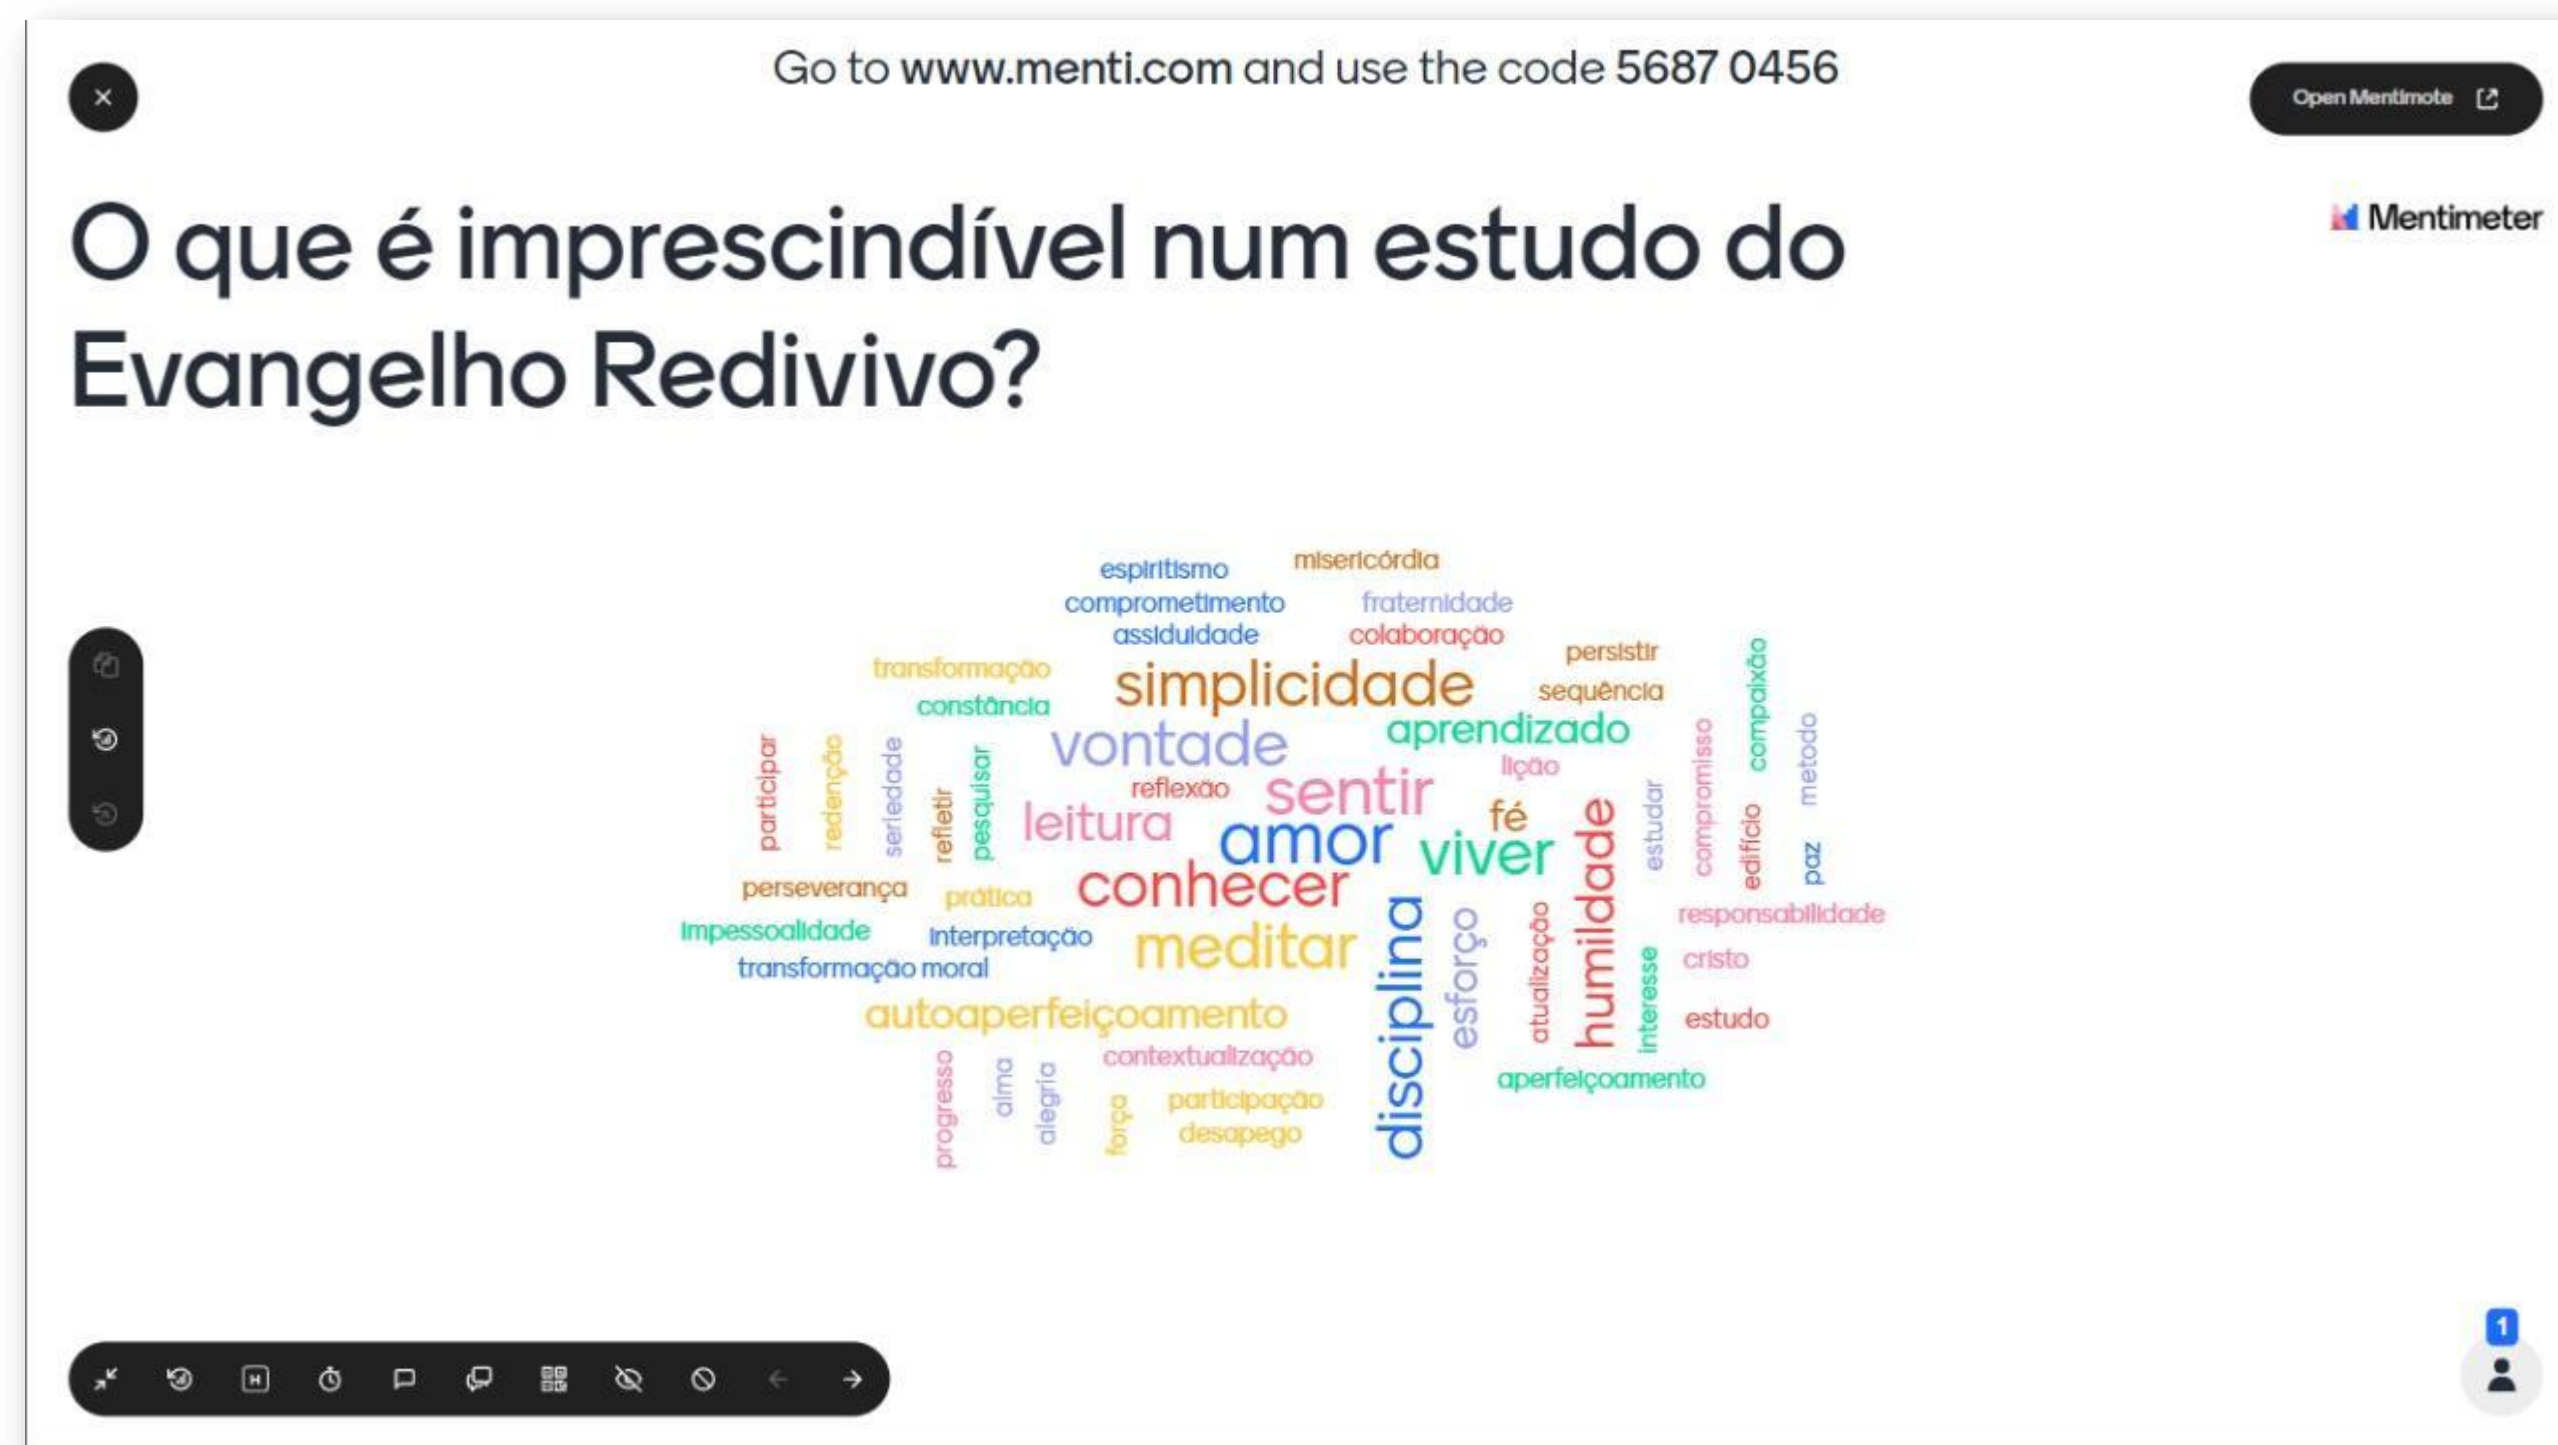 Go to www.menti.com and use the code 5687 0456
Open Mentimote
Mentimeter
O que é imprescindível num estudo do
Evangelho Redivivo?
espiritismo
misericórdia
comprometimento
fraternidade
assiduidade
colaboração
transformação
simplicidade
persistir
compaixão
constância
sequência
vontade
aprendizado
participar
redenção
seriedade
refletir
pesquisar
reflexão
sentir
lição
compromisso
metodo
leitura
amor
fé
viver
humildade
estudar
edifício
paz
perseverança
prática
conhecer
impessoalidade
interpretação
meditar
disciplina
esforço
atualização
interesse
responsabilidade
transformação moral
cristo
autoaperfeiçoamento
estudo
progresso
alma
alegria
força
contextualização
participação
desapego
aperfeiçoamento
H
1